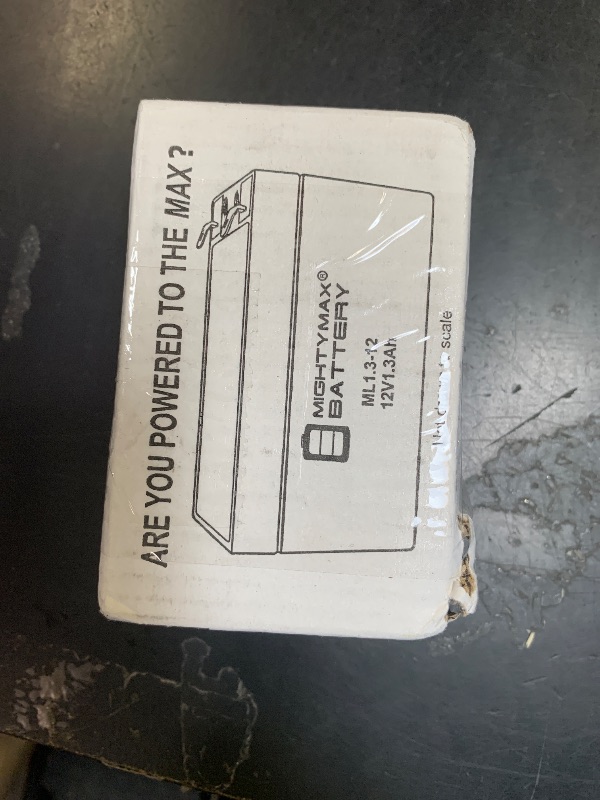 ARE YOU POWERED TO THE MAX ?
MIGHTYMAX®
BATTERY
ML1.3-12
12V1.3Ah
scale